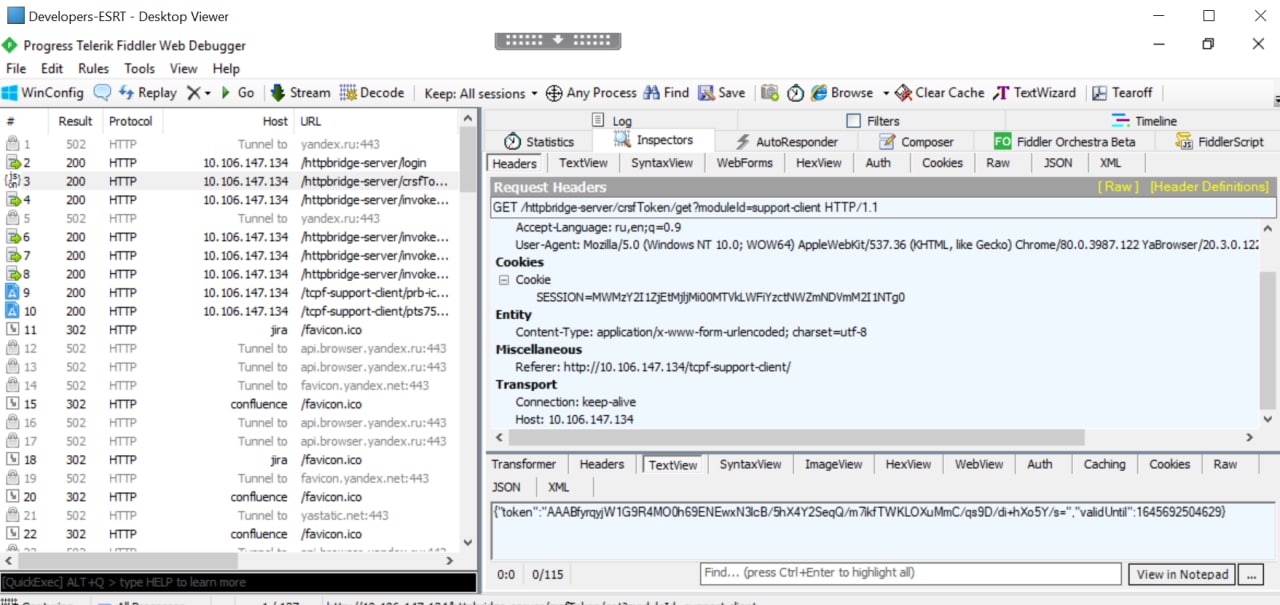 Developers-ESRT - Desktop Viewer
Progress Telerik Fiddler Web Debugger
File Edit Rules Tools View Help
WinConfig Replay Go Stream Decode Keep: All sessions Any Process Find Save Browse Clear Cache TextWizard Tearoff
# Result Protocol Host URL
1 502 HTTP Tunnel to yandex.ru:443
2 200 HTTP 10.106.147.134 /httpbridge-server/login
3 200 HTTP 10.106.147.134 /httpbridge-server/crsfTo...
4 200 HTTP 10.106.147.134 /httpbridge-server/invoke...
5 502 HTTP Tunnel to yandex.ru:443
6 200 HTTP 10.106.147.134 /httpbridge-server/invoke...
7 200 HTTP 10.106.147.134 /httpbridge-server/invoke...
8 200 HTTP 10.106.147.134 /httpbridge-server/invoke...
9 200 HTTP 10.106.147.134 /tcpf-support-client/prb-ic...
10 200 HTTP 10.106.147.134 /tcpf-support-client/pts75...
11 302 HTTP jira /favicon.ico
12 502 HTTP Tunnel to api.browser.yandex.ru:443
13 502 HTTP Tunnel to api.browser.yandex.ru:443
14 502 HTTP Tunnel to favicon.yandex.net:443
15 302 HTTP confluence /favicon.ico
16 502 HTTP Tunnel to api.browser.yandex.ru:443
17 502 HTTP Tunnel to api.browser.yandex.ru:443
18 302 HTTP jira /favicon.ico
19 502 HTTP Tunnel to favicon.yandex.net:443
20 302 HTTP confluence /favicon.ico
21 502 HTTP Tunnel to yastatic.net:443
22 302 HTTP confluence /favicon.ico
[QuickExec] ALT+Q > type HELP to learn more
Log Filters Timeline
Statistics Inspectors AutoResponder Composer FO Fiddler Orchestra Beta FiddlerScript
Headers TextView SyntaxView WebForms HexView Auth Cookies Raw JSON XML
Request Headers [ Raw ] [Header Definitions]
GET /httpbridge-server/crsfToken/get?moduleId=support-client HTTP/1.1
Accept-Language: ru,en;q=0.9
User-Agent: Mozilla/5.0 (Windows NT 10.0; WOW64) AppleWebKit/537.36 (KHTML, like Gecko) Chrome/80.0.3987.122 YaBrowser/20.3.0.122
Cookies
Cookie
SESSION=MWMzY2I1ZjEtMjljMi00MTVkLWFiYzctNWZmNDVmM2I1NTg0
Entity
Content-Type: application/x-www-form-urlencoded; charset=utf-8
Miscellaneous
Referer: http://10.106.147.134/tcpf-support-client/
Transport
Connection: keep-alive
Host: 10.106.147.134
Transformer Headers TextView SyntaxView ImageView HexView WebView Auth Caching Cookies Raw
JSON XML
{"token":"AAABfyrqyjW1G9R4MO0h69ENEwxN3lcB/5hX4Y2SeqQ/m7ikfTWKLOXuMmC/qs9D/di+hXo5Y/s=","validUntil":1645692504629}
0:0 0/115 Find... (press Ctrl+Enter to highlight all) View in Notepad ...